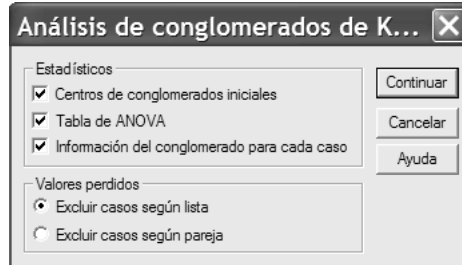 Análisis de conglomerados de K...
Estadísticos
Centros de conglomerados iniciales
Tabla de ANOVA
Información del conglomerado para cada caso
Valores perdidos
Excluir casos según lista
Excluir casos según pareja
Continuar
Cancelar
Ayuda